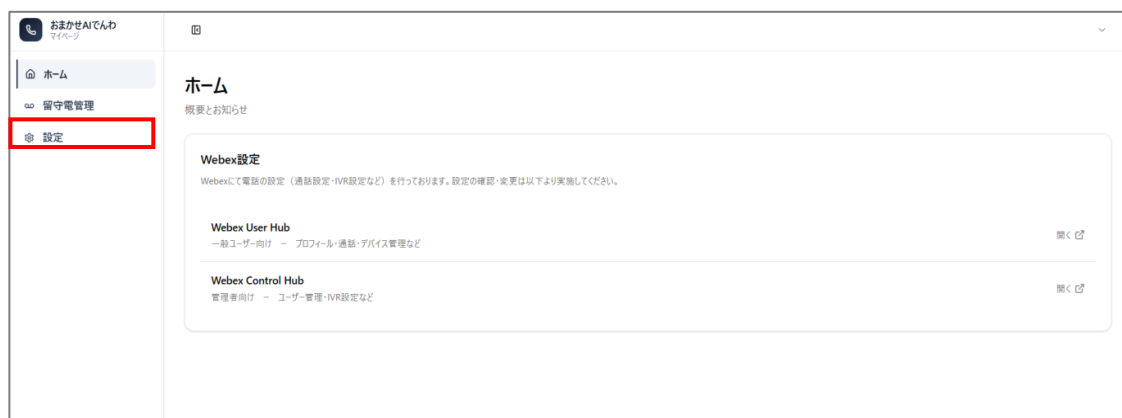 おまかせAIでんわ
マイページ
ホーム
留守電管理
設定
ホーム
概要とお知らせ
Webex設定
Webexにて電話の設定（通話設定・IVR設定など）を行っております。設定の確認・変更は以下より実施してください。
Webex User Hub
一般ユーザー向け － プロフィール・通話・デバイス管理など
開く
Webex Control Hub
管理者向け － ユーザー管理・IVR設定など
開く